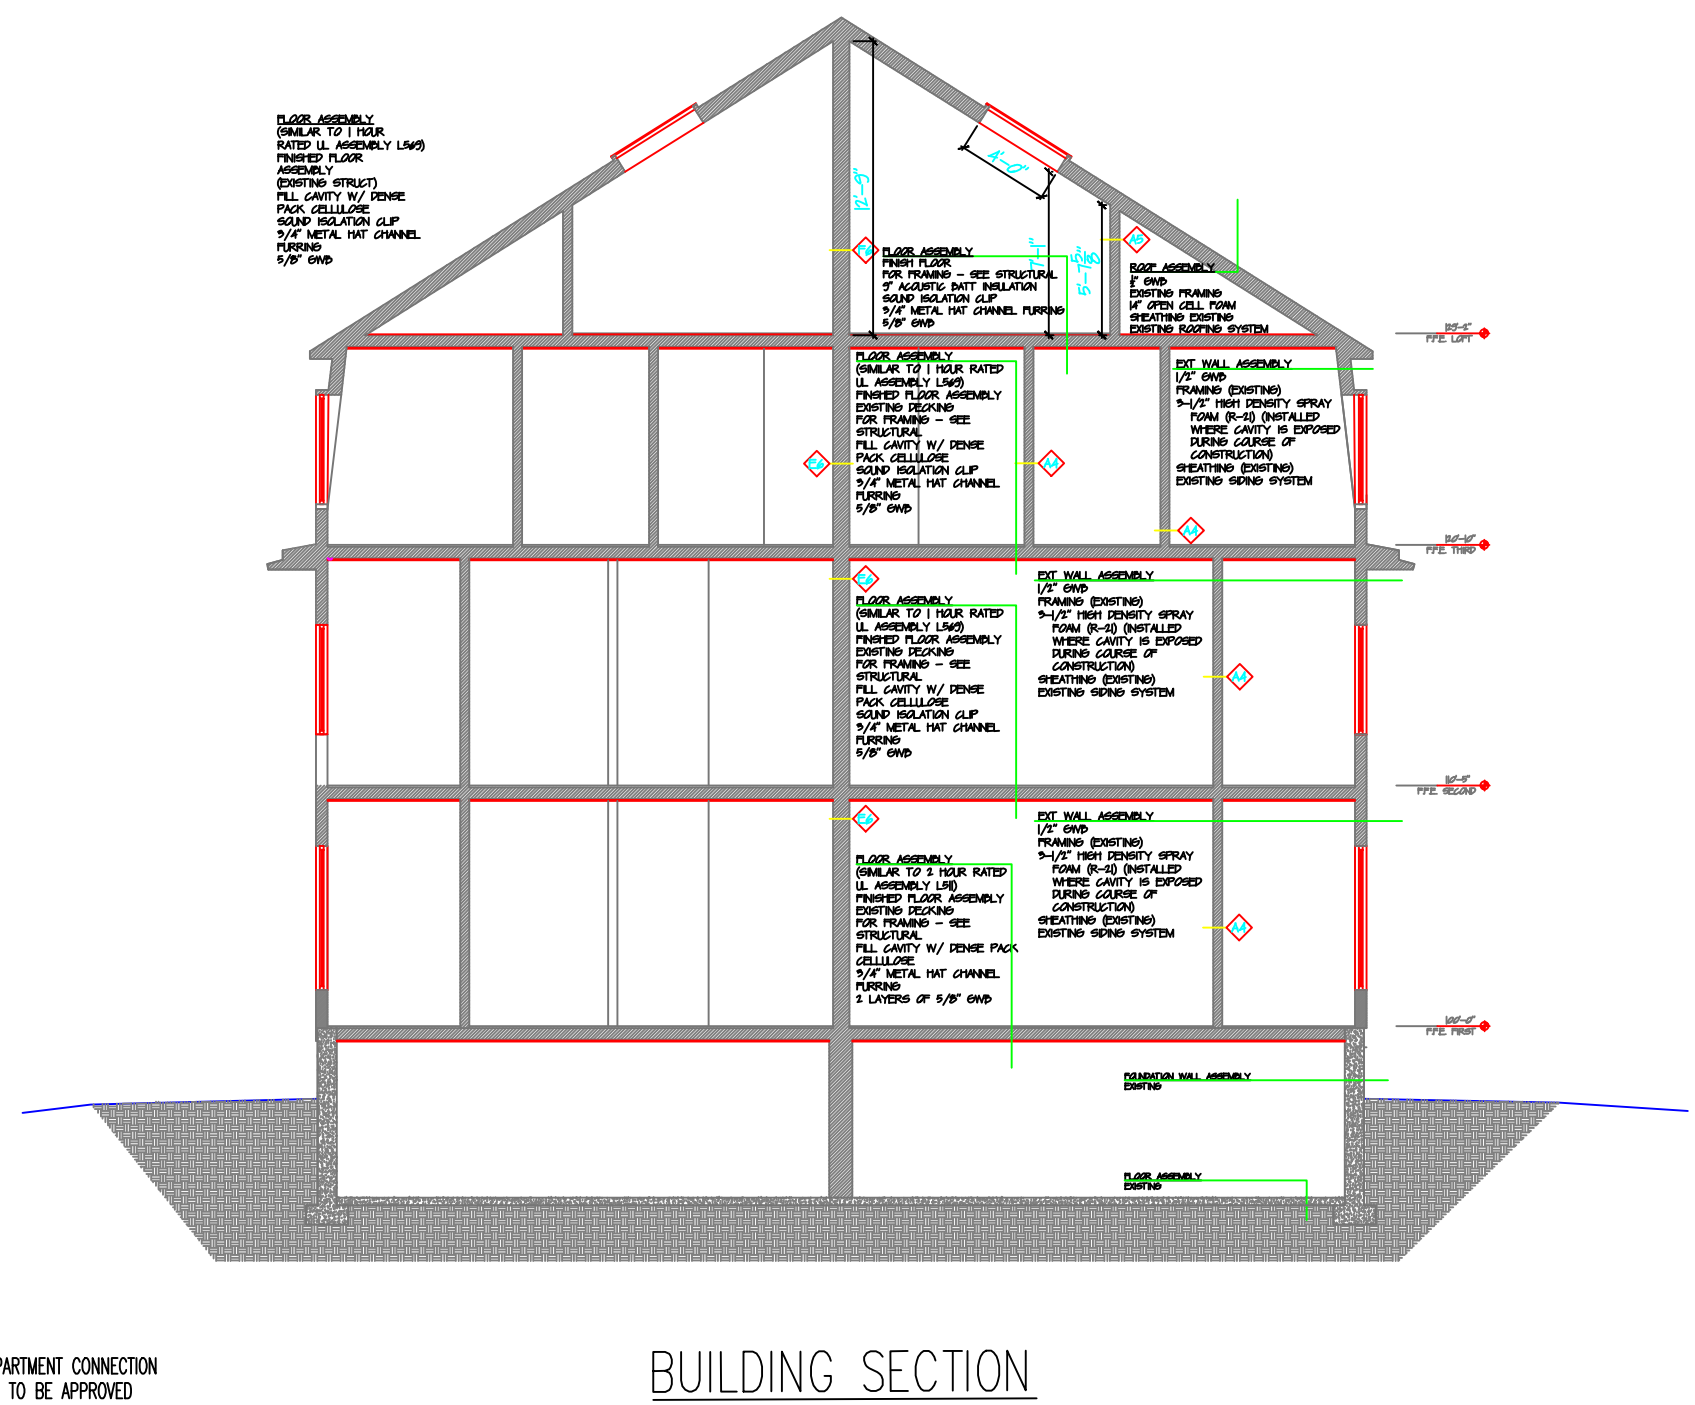 FLOOR ASSEMBLY
(SIMILAR TO 1 HOUR
RATED UL ASSEMBLY L569)
FINISHED FLOOR
ASSEMBLY
(EXISTING STRUCT)
FILL CAVITY W/ DENSE
PACK CELLULOSE
SOUND ISOLATION CLIP
3/4" METAL HAT CHANNEL
FURRING
5/8" GWB
12'-9"
4'-0"
7'-1"
5'-7 5/8"
A5
FLOOR ASSEMBLY
FINISH FLOOR
FOR FRAMING - SEE STRUCTURAL
9" ACOUSTIC BATT INSULATION
SOUND ISOLATION CLIP
3/4" METAL HAT CHANNEL FURRING
5/8" GWB
ROOF ASSEMBLY
½" GWB
EXISTING FRAMING
14" OPEN CELL FOAM
SHEATHING EXISTING
EXISTING ROOFING SYSTEM
F.F.E. LOFT
FLOOR ASSEMBLY
(SIMILAR TO 1 HOUR RATED
UL ASSEMBLY L569)
FINISHED FLOOR ASSEMBLY
EXISTING DECKING
FOR FRAMING - SEE
STRUCTURAL
FILL CAVITY W/ DENSE
PACK CELLULOSE
SOUND ISOLATION CLIP
3/4" METAL HAT CHANNEL
FURRING
5/8" GWB
E6
A4
EXT WALL ASSEMBLY
1/2" GWB
FRAMING (EXISTING)
3-1/2" HIGH DENSITY SPRAY
FOAM (R-21) (INSTALLED
WHERE CAVITY IS EXPOSED
DURING COURSE OF
CONSTRUCTION)
SHEATHING (EXISTING)
EXISTING SIDING SYSTEM
A4
120'-10"
F.F.E. THIRD
E6
FLOOR ASSEMBLY
(SIMILAR TO 1 HOUR RATED
UL ASSEMBLY L569)
FINISHED FLOOR ASSEMBLY
EXISTING DECKING
FOR FRAMING - SEE
STRUCTURAL
FILL CAVITY W/ DENSE
PACK CELLULOSE
SOUND ISOLATION CLIP
3/4" METAL HAT CHANNEL
FURRING
5/8" GWB
EXT WALL ASSEMBLY
1/2" GWB
FRAMING (EXISTING)
3-1/2" HIGH DENSITY SPRAY
FOAM (R-21) (INSTALLED
WHERE CAVITY IS EXPOSED
DURING COURSE OF
CONSTRUCTION)
SHEATHING (EXISTING)
EXISTING SIDING SYSTEM
A4
110'-5"
F.F.E. SECOND
E6
FLOOR ASSEMBLY
(SIMILAR TO 2 HOUR RATED
UL ASSEMBLY L511)
FINISHED FLOOR ASSEMBLY
EXISTING DECKING
FOR FRAMING - SEE
STRUCTURAL
FILL CAVITY W/ DENSE PACK
CELLULOSE
3/4" METAL HAT CHANNEL
FURRING
2 LAYERS OF 5/8" GWB
EXT WALL ASSEMBLY
1/2" GWB
FRAMING (EXISTING)
3-1/2" HIGH DENSITY SPRAY
FOAM (R-21) (INSTALLED
WHERE CAVITY IS EXPOSED
DURING COURSE OF
CONSTRUCTION)
SHEATHING (EXISTING)
EXISTING SIDING SYSTEM
A4
100'-0"
F.F.E. FIRST
FOUNDATION WALL ASSEMBLY
EXISTING
FLOOR ASSEMBLY
EXISTING
PARTMENT CONNECTION
TO BE APPROVED
BUILDING SECTION